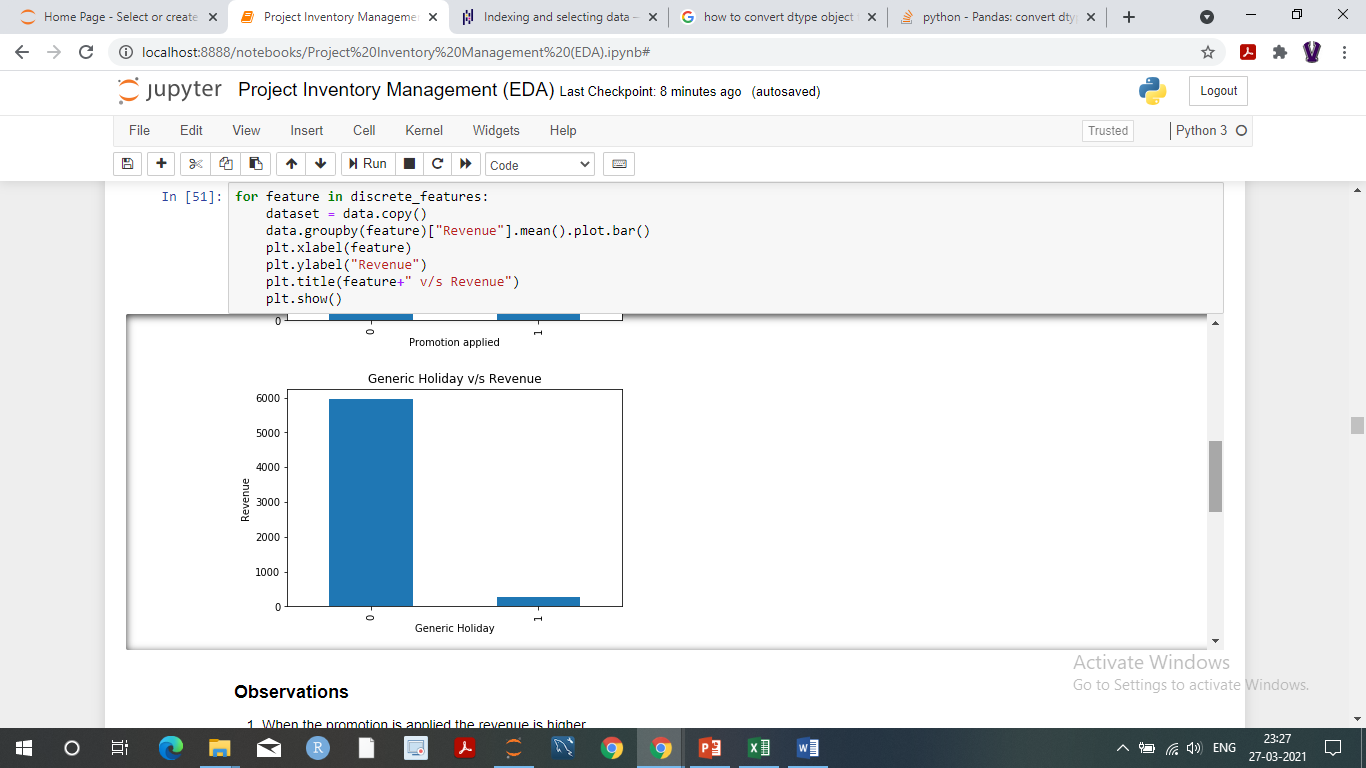 Home Page - Select or create
Project Inventory Manageme
Indexing and selecting data –
how to convert dtype object
python - Pandas: convert dty
localhost:8888/notebooks/Project%20Inventory%20Management%20(EDA).ipynb#
jupyter Project Inventory Management (EDA) Last Checkpoint: 8 minutes ago (autosaved)
Logout
File Edit View Insert Cell Kernel Widgets Help
Trusted
Python 3
Run
Code
In [51]:
for feature in discrete_features:
    dataset = data.copy()
    data.groupby(feature)["Revenue"].mean().plot.bar()
    plt.xlabel(feature)
    plt.ylabel("Revenue")
    plt.title(feature+" v/s Revenue")
    plt.show()
0
0 1
Promotion applied
Generic Holiday v/s Revenue
6000
5000
4000
3000
2000
1000
0
Revenue
0 1
Generic Holiday
Observations
1. When the promotion is applied the revenue is higher
Activate Windows
Go to Settings to activate Windows.
ENG
23:27
27-03-2021